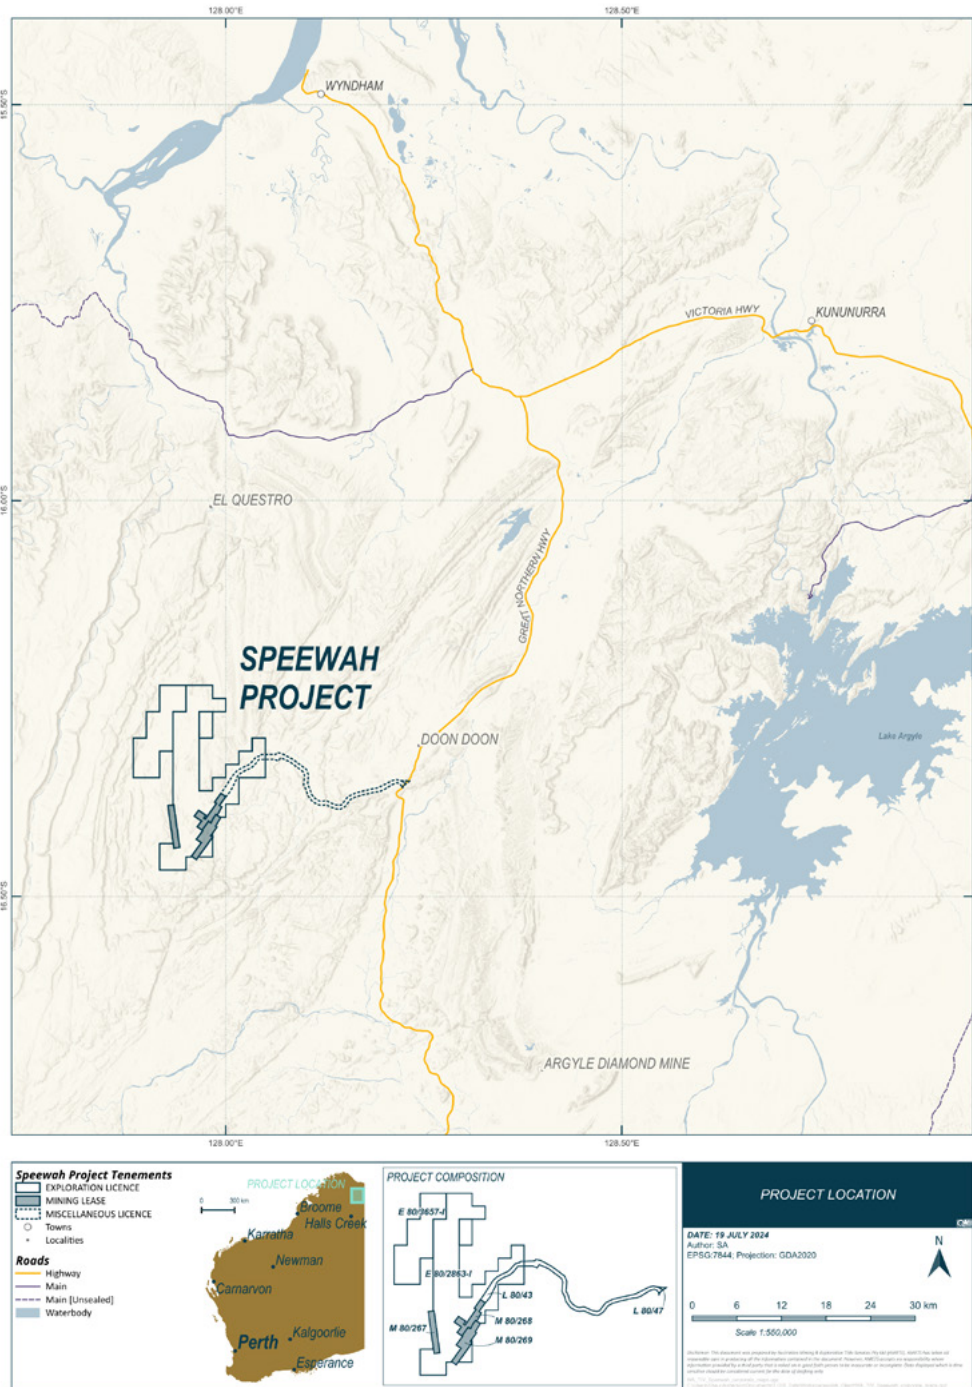 128.00°E
128.50°E
WYNDHAM
15.50°S
VICTORIA HWY
KUNUNURRA
16.00°S
EL QUESTRO
GREAT NORTHERN HWY
SPEEWAH
PROJECT
DOON DOON
Lake Argyle
16.50°S
ARGYLE DIAMOND MINE
128.00°E
128.50°E
Speewah Project Tenements
EXPLORATION LICENCE
MINING LEASE
MISCELLANEOUS LICENCE
Towns
Localities
Roads
Highway
Main
Main [Unsealed]
Waterbody
PROJECT LOCATION
0 300 km
Broome
Halls Creek
Karratha
Newman
Carnarvon
Kalgoorlie
Perth
Esperance
PROJECT COMPOSITION
E 80/3657-I
E 80/2863-I
L 80/43
L 80/47
M 80/268
M 80/267
M 80/269
PROJECT LOCATION
DATE: 19 JULY 2024
Author: SA
EPSG:7844; Projection: GDA2020
N
0 6 12 18 24 30 km
Scale 1:550,000